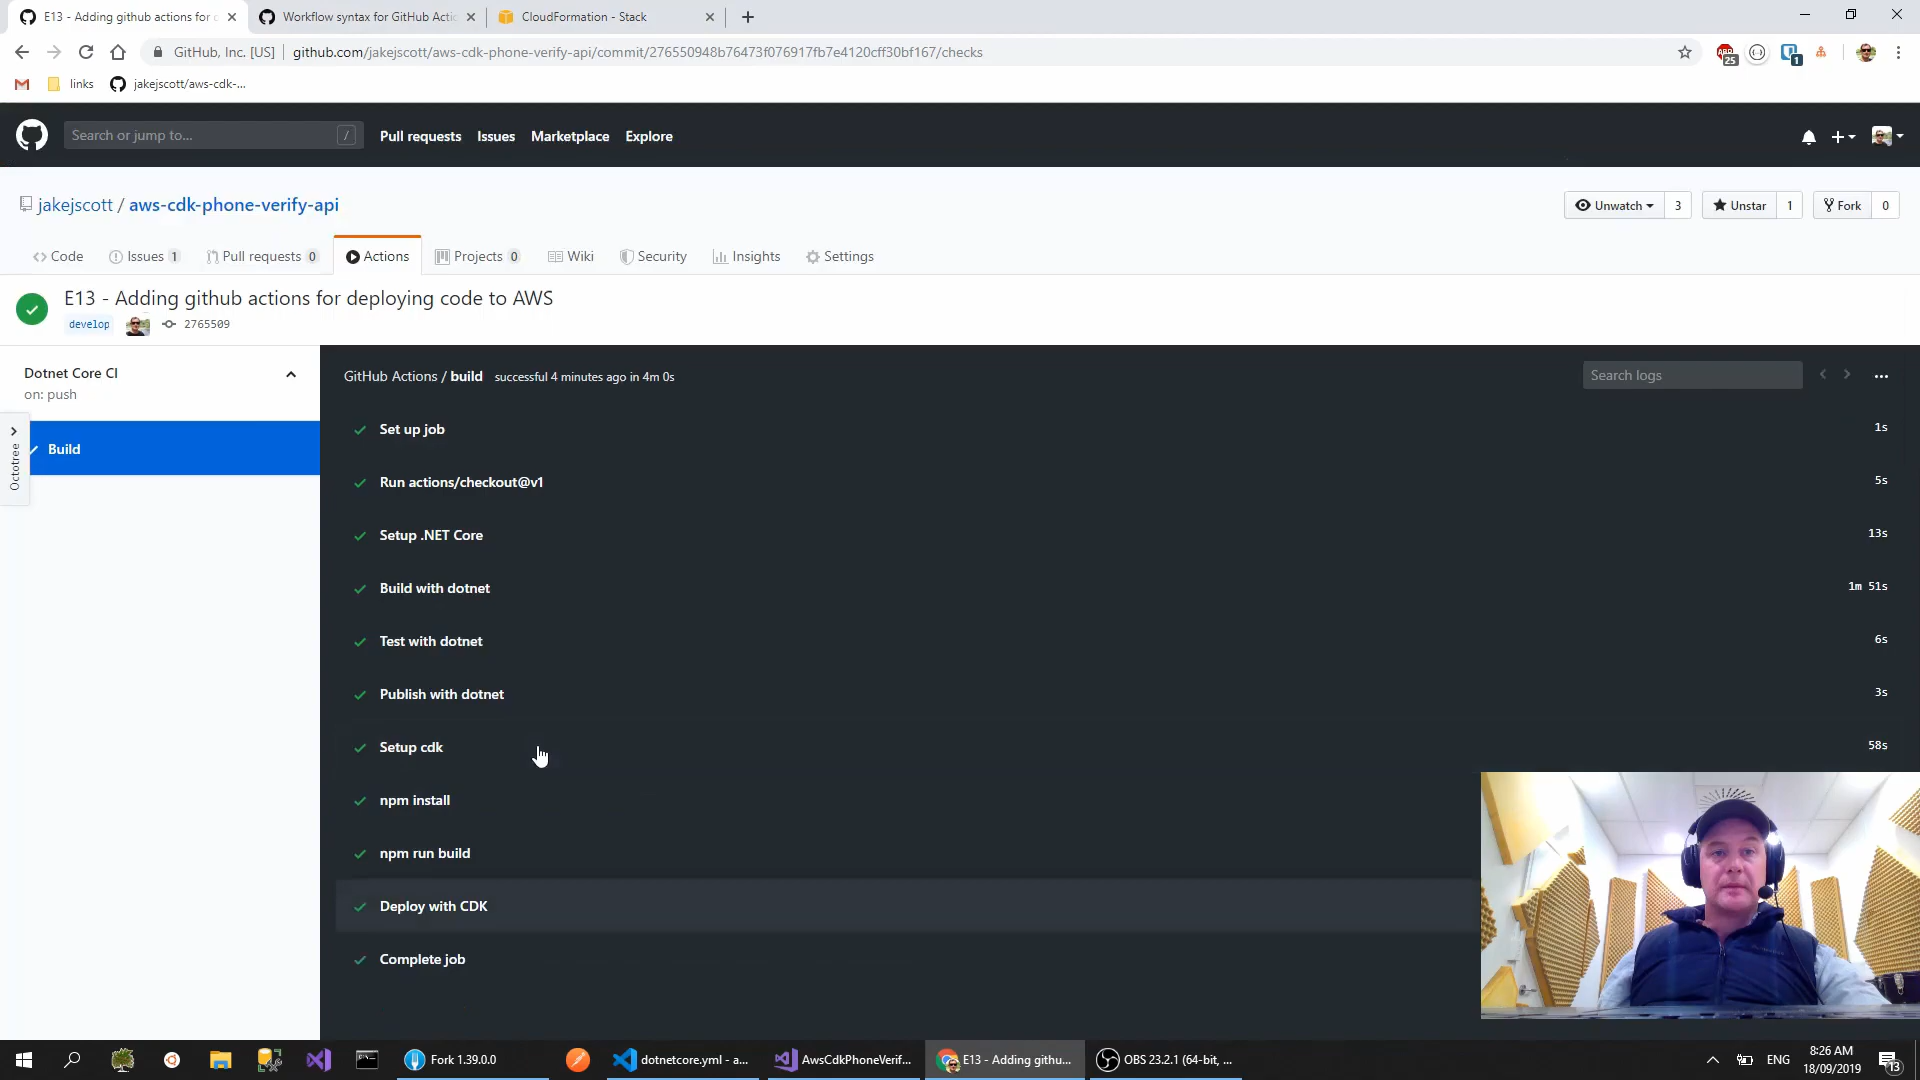 E13 - Adding github actions for d
Workflow syntax for GitHub Actio
CloudFormation - Stack
GitHub, Inc. [US]
github.com/jakejscott/aws-cdk-phone-verify-api/commit/276550948b76473f076917fb7e4120cff30bf167/checks
25
1
links
jakejscott/aws-cdk-...
Search or jump to...
/
Pull requests
Issues
Marketplace
Explore
jakejscott / aws-cdk-phone-verify-api
Unwatch
3
Unstar
1
Fork
0
Code
Issues 1
Pull requests 0
Actions
Projects 0
Wiki
Security
Insights
Settings
E13 - Adding github actions for deploying code to AWS
develop
2765509
Dotnet Core CI
on: push
Octotree
Build
GitHub Actions / build successful 4 minutes ago in 4m 0s
Search logs
Set up job
1s
Run actions/checkout@v1
5s
Setup .NET Core
13s
Build with dotnet
1m 51s
Test with dotnet
6s
Publish with dotnet
3s
Setup cdk
58s
npm install
npm run build
Deploy with CDK
Complete job
Fork 1.39.0.0
dotnetcore.yml - a...
AwsCdkPhoneVerif...
E13 - Adding githu...
OBS 23.2.1 (64-bit, ...
ENG
8:26 AM
18/09/2019
13